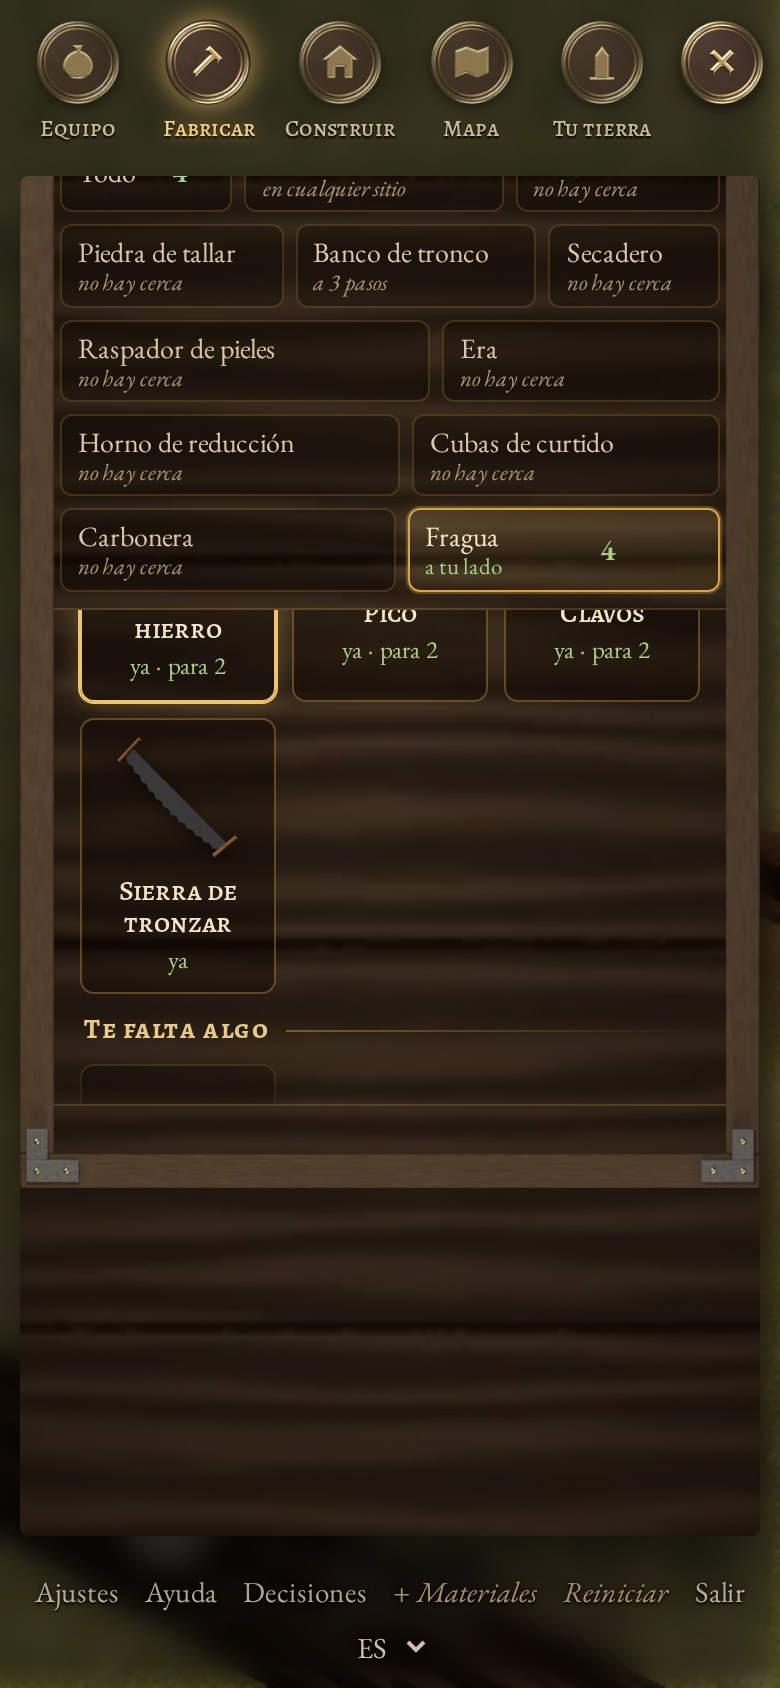 Equipo
Fabricar
Construir
Mapa
Tu tierra
Todo 4
en cualquier sitio
no hay cerca
Piedra de tallar
no hay cerca
Banco de tronco
a 3 pasos
Secadero
no hay cerca
Raspador de pieles
no hay cerca
Era
no hay cerca
Horno de reducción
no hay cerca
Cubas de curtido
no hay cerca
Carbonera
no hay cerca
Fragua
a tu lado
4
hierro
ya · para 2
Pico
ya · para 2
Clavos
ya · para 2
Sierra de
tronzar
ya
Te falta algo
Ajustes Ayuda Decisiones + Materiales Reiniciar Salir
ES